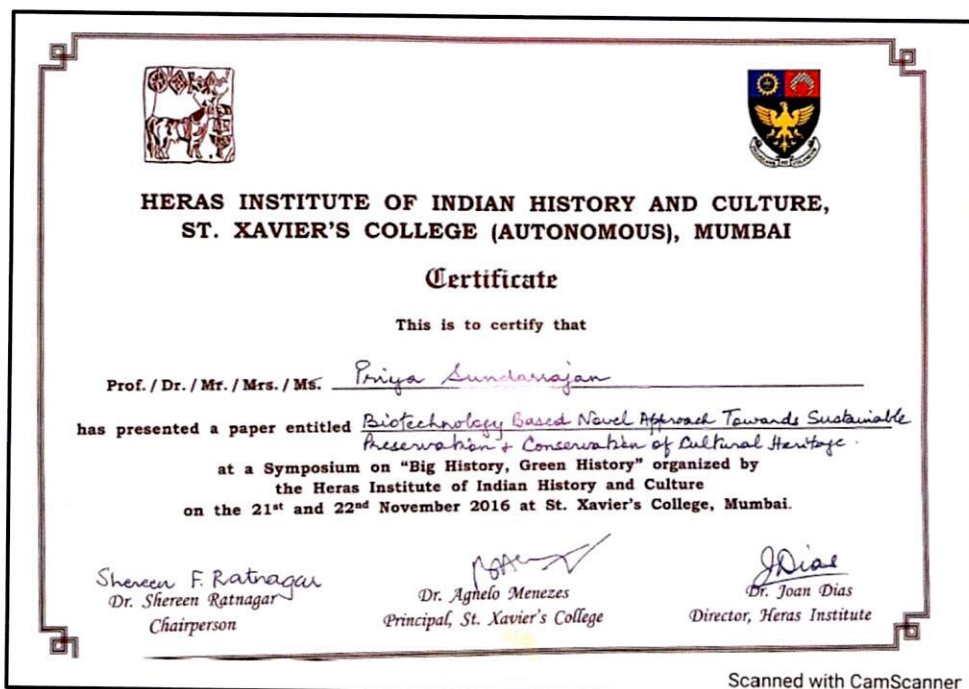 HERAS INSTITUTE OF INDIAN HISTORY AND CULTURE,
ST. XAVIER'S COLLEGE (AUTONOMOUS), MUMBAI
Certificate
This is to certify that
Prof. / Dr. / Mr. / Mrs. / Ms. Priya Sundarrajan
has presented a paper entitled Biotechnology Based Novel Approach Towards Sustainable
Preservation & Conservation of Cultural Heritage.
at a Symposium on "Big History, Green History" organized by
the Heras Institute of Indian History and Culture
on the 21st and 22nd November 2016 at St. Xavier's College, Mumbai.
Shereen F. Ratnagar
Dr. Shereen Ratnagar
Chairperson
Dr. Agnelo Menezes
Principal, St. Xavier's College
JDias
Dr. Joan Dias
Director, Heras Institute
Scanned with CamScanner